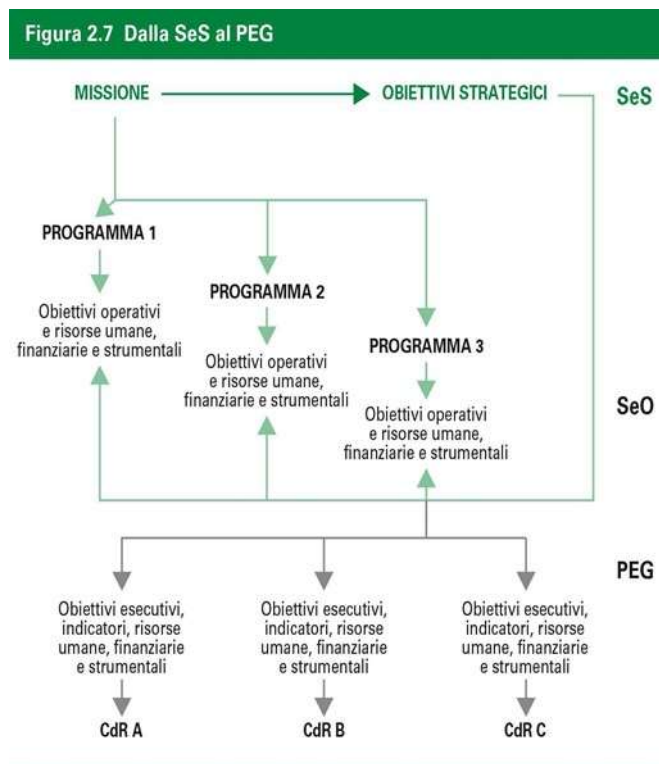 Figura 2.7 Dalla SeS al PEG
MISSIONE
OBIETTIVI STRATEGICI
SeS
PROGRAMMA 1
Obiettivi operativi
e risorse umane,
finanziarie e strumentali
PROGRAMMA 2
Obiettivi operativi
e risorse umane,
finanziarie e strumentali
PROGRAMMA 3
Obiettivi operativi
e risorse umane,
finanziarie e strumentali
SeO
PEG
Obiettivi esecutivi,
indicatori, risorse
umane, finanziarie
e strumentali
CdR A
Obiettivi esecutivi,
indicatori, risorse
umane, finanziarie
e strumentali
CdR B
Obiettivi esecutivi,
indicatori, risorse
umane, finanziarie
e strumentali
CdR C